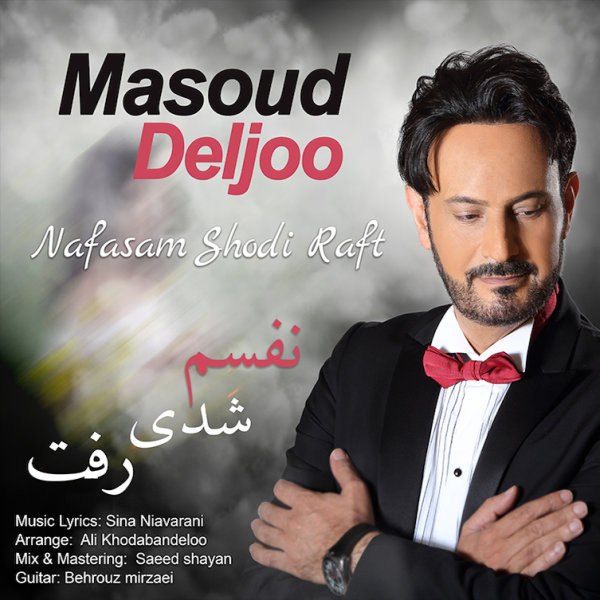 Masoud
Deljoo
Nafasam Shodi Raft
نفسم
شَدی
رفت
Music Lyrics: Sina Niavarani
Arrange: Ali Khodabandeloo
Mix & Mastering: Saeed shayan
Guitar: Behrouz mirzaei